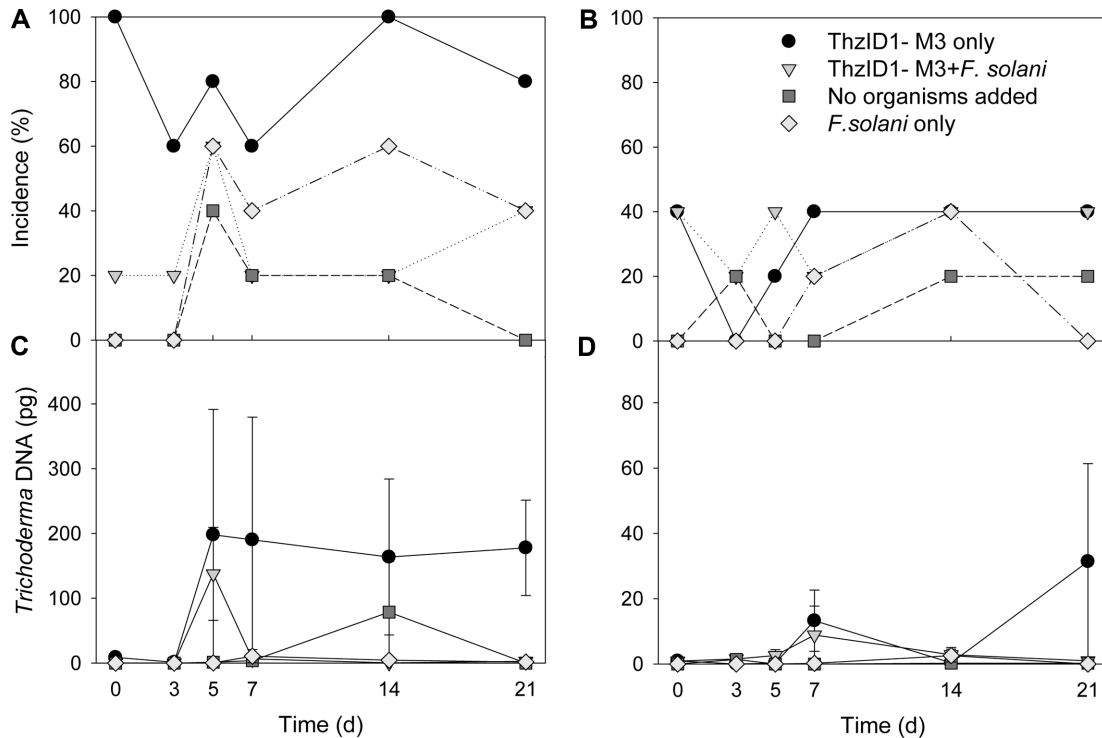 A
B
100
80
60
40
20
0
Incidence (%)
100
80
60
40
20
0
ThzID1- M3 only
ThzID1- M3+F. solani
No organisms added
F.solani only
C
D
400
300
200
100
0
Trichoderma DNA (pg)
80
60
40
20
0
0 3 5 7 14 21
Time (d)
0 3 5 7 14 21
Time (d)